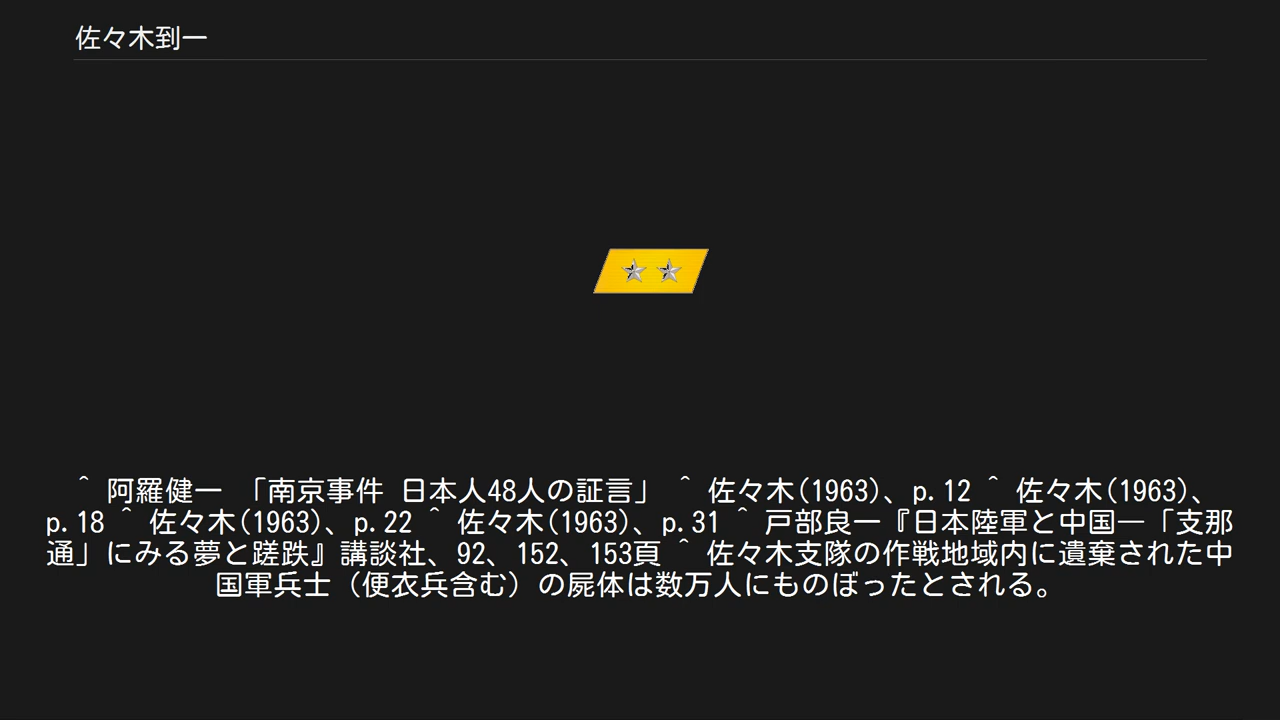 佐々木到一
^ 阿羅健一 「南京事件 日本人48人の証言」 ^ 佐々木(1963)、p.12 ^ 佐々木(1963)、
p.18 ^ 佐々木(1963)、p.22 ^ 佐々木(1963)、p.31 ^ 戸部良一『日本陸軍と中国―「支那
通」にみる夢と蹉跌』講談社、92、152、153頁 ^ 佐々木支隊の作戦地域内に遺棄された中
国軍兵士（便衣兵含む）の屍体は数万人にものぼったとされる。